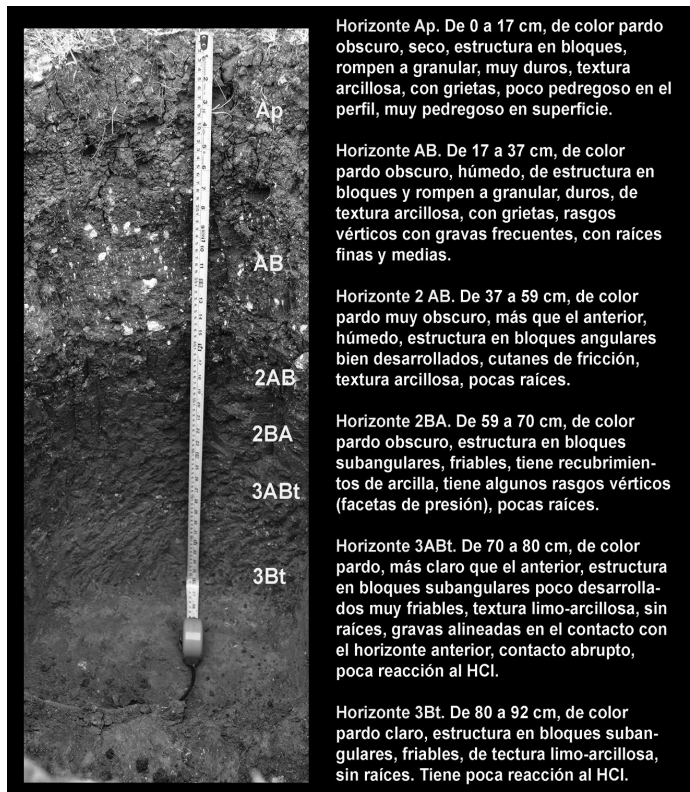 Ap
AB
2AB
2BA
3ABt
3Bt
Horizonte Ap. De 0 a 17 cm, de color pardo
obscuro, seco, estructura en bloques,
rompen a granular, muy duros, textura
arcillosa, con grietas, poco pedregoso en el
perfil, muy pedregoso en superficie.
Horizonte AB. De 17 a 37 cm, de color
pardo obscuro, húmedo, de estructura en
bloques y rompen a granular, duros, de
textura arcillosa, con grietas, rasgos
vérticos con gravas frecuentes, con raíces
finas y medias.
Horizonte 2 AB. De 37 a 59 cm, de color
pardo muy obscuro, más que el anterior,
húmedo, estructura en bloques angulares
bien desarrollados, cutanes de fricción,
textura arcillosa, pocas raíces.
Horizonte 2BA. De 59 a 70 cm, de color
pardo obscuro, estructura en bloques
subangulares, friables, tiene recubrimien-
tos de arcilla, tiene algunos rasgos vérticos
(facetas de presión), pocas raíces.
Horizonte 3ABt. De 70 a 80 cm, de color
pardo, más claro que el anterior, estructura
en bloques subangulares poco desarrolla-
dos muy friables, textura limo-arcillosa, sin
raíces, gravas alineadas en el contacto con
el horizonte anterior, contacto abrupto,
poca reacción al HCl.
Horizonte 3Bt. De 80 a 92 cm, de color
pardo claro, estructura en bloques suban-
gulares, friables, de tectura limo-arcillosa,
sin raíces. Tiene poca reacción al HCl.